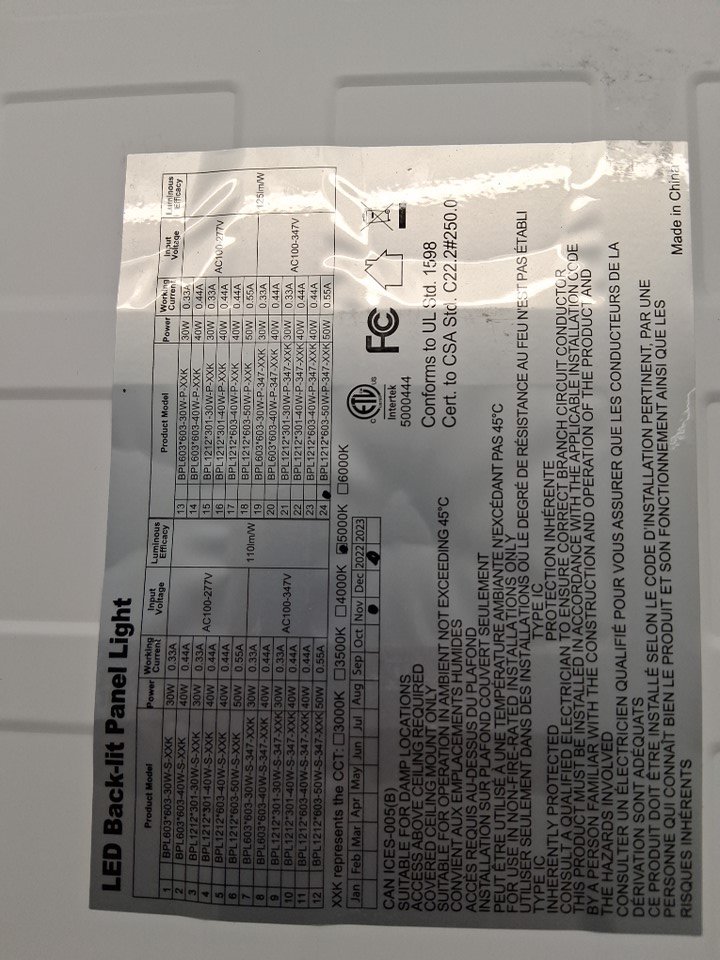 LED Back-lit Panel Light
Product Model Power Working Current Input Voltage Luminous Efficacy Product Model Power Working Current Input Voltage Luminous Efficacy
1 BPL603*603-30W-S-XXK 30W 0.33A AC100-277V 110lm/W 13 BPL603*603-30W-P-XXK 30W 0.33A AC100-277V 125lm/W
2 BPL603*603-40W-S-XXK 40W 0.44A 14 BPL603*603-40W-P-XXK 40W 0.44A
3 BPL1212*301-30W-S-XXK 30W 0.33A 15 BPL1212*301-30W-P-XXK 30W 0.33A
4 BPL1212*301-40W-S-XXK 40W 0.44A 16 BPL1212*301-40W-P-XXK 40W 0.44A
5 BPL1212*603-40W-S-XXK 40W 0.44A 17 BPL1212*603-40W-P-XXK 40W 0.44A
6 BPL1212*603-50W-S-XXK 50W 0.55A 18 BPL1212*603-50W-P-XXK 50W 0.55A
7 BPL603*603-30W-S-347-XXK 30W 0.33A AC100-347V 19 BPL603*603-30W-P-347-XXK 30W 0.33A AC100-347V
8 BPL603*603-40W-S-347-XXK 40W 0.44A 20 BPL603*603-40W-P-347-XXK 40W 0.44A
9 BPL1212*301-30W-S-347-XXK 30W 0.33A 21 BPL1212*301-30W-P-347-XXK 30W 0.33A
10 BPL1212*301-40W-S-347-XXK 40W 0.44A 22 BPL1212*301-40W-P-347-XXK 40W 0.44A
11 BPL1212*603-40W-S-347-XXK 40W 0.44A 23 BPL1212*603-40W-P-347-XXK 40W 0.44A
12 BPL1212*603-50W-S-347-XXK 50W 0.55A 24 BPL1212*603-50W-P-347-XXK 50W 0.55A
XXK represents the CCT: □3000K □3500K □4000K □5000K □6000K
Jan Feb Mar Apr May Jun Jul Aug Sep Oct Nov Dec 2022 2023
ETL US
Intertek
5000444
FC
Conforms to UL Std. 1598
Cert. to CSA Std. C22.2#250.0
CAN ICES-005(B)
SUITABLE FOR DAMP LOCATIONS
ACCESS ABOVE CEILING REQUIRED
COVERED CEILING MOUNT ONLY
SUITABLE FOR OPERATION IN AMBIENT NOT EXCEEDING 45°C
CONVIENT AUX EMPLACEMENTS HUMIDES
ACCÈS REQUIS AU-DESSUS DU PLAFOND
INSTALLATION SUR PLAFOND COUVERT SEULEMENT
PEUT ÊTRE UTILISÉ À UNE TEMPÉRATURE AMBIANTE N'EXCÉDANT PAS 45°C
FOR USE IN NON-FIRE-RATED INSTALLATIONS ONLY
UTILISER SEULEMENT DANS DES INSTALLATIONS OÙ LE DEGRÉ DE RÉSISTANCE AU FEU N'EST PAS ÉTABLI
TYPE IC TYPE IC
INHERENTLY PROTECTED PROTECTION INHÉRENTE
CONSULT A QUALIFIED ELECTRICIAN TO ENSURE CORRECT BRANCH CIRCUIT CONDUCTOR
THIS PRODUCT MUST BE INSTALLED IN ACCORDANCE WITH THE APPLICABLE INSTALLATION CODE
BY A PERSON FAMILIAR WITH THE CONSTRUCTION AND OPERATION OF THE PRODUCT AND
THE HAZARDS INVOLVED
CONSULTER UN ÉLECTRICIEN QUALIFIÉ POUR VOUS ASSURER QUE LES CONDUCTEURS DE LA
DÉRIVATION SONT ADÉQUATS
CE PRODUIT DOIT ÊTRE INSTALLÉ SELON LE CODE D'INSTALLATION PERTINENT, PAR UNE
PERSONNE QUI CONNAÎT BIEN LE PRODUIT ET SON FONCTIONNEMENT AINSI QUE LES
RISQUES INHÉRENTS
Made in China